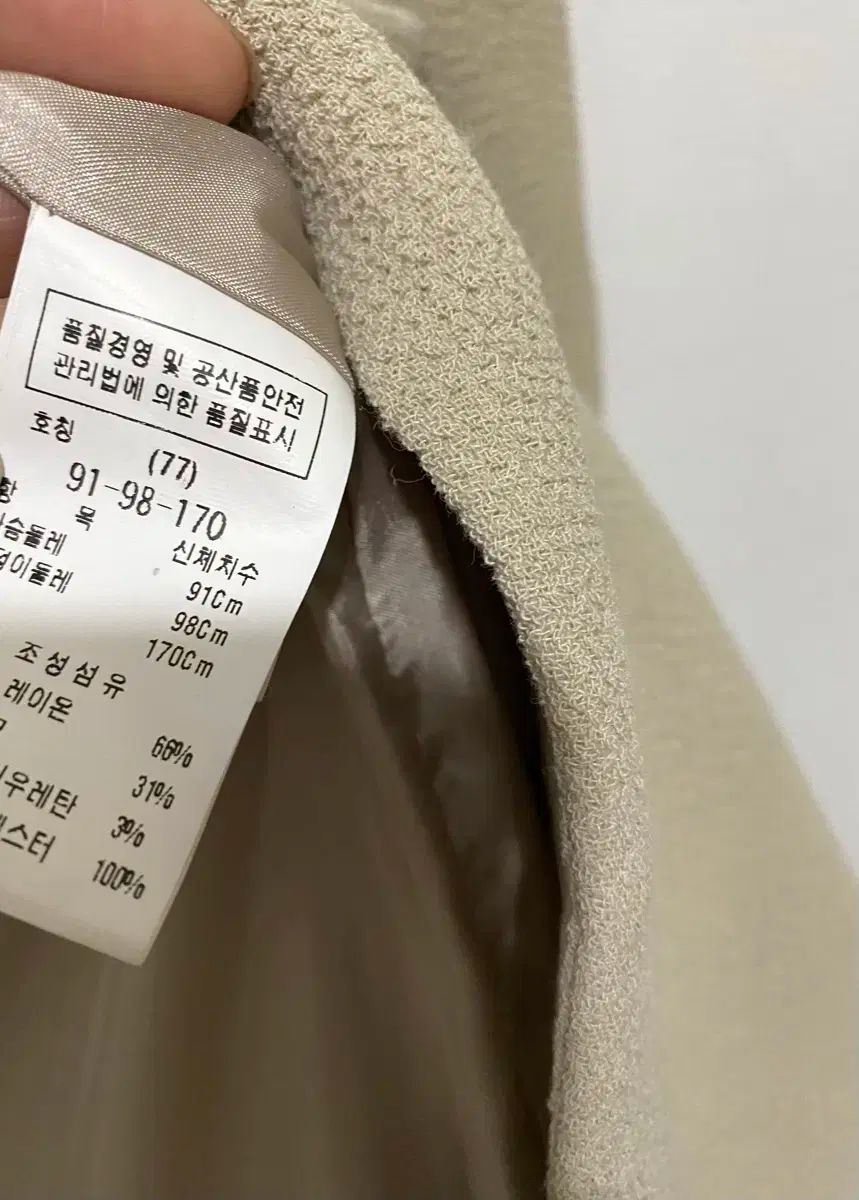 품질경영 및 공산품안전
관리법에 의한 품질표시
호칭
(77)
91-98-170
목
신체치수
91Cm
98Cm
170Cm
조성섬유
레이온
66%
31%
3%
100%